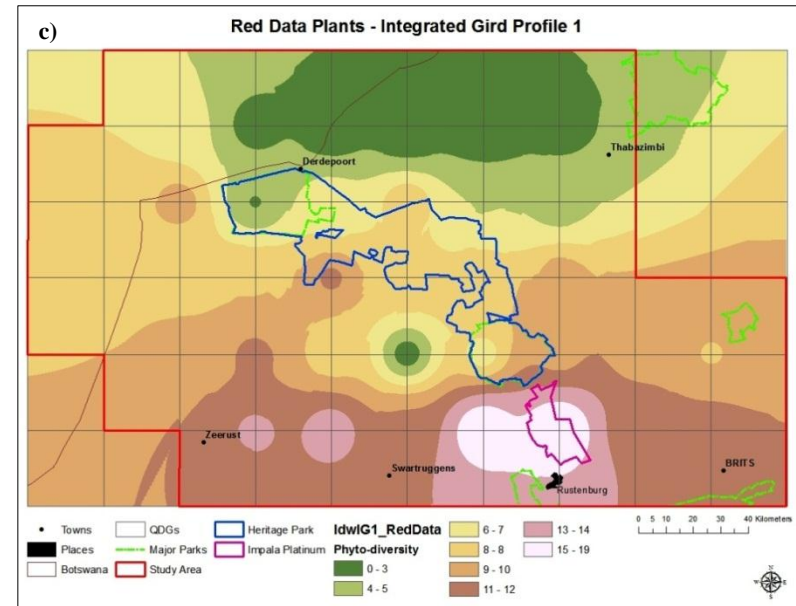 c)
Red Data Plants - Integrated Gird Profile 1
Derdepoort
Thabazimbi
Zeerust
Swartruggens
BRITS
Rustenburg
Towns
QDGs
Heritage Park
IdwIG1_RedData
6 - 7
13 - 14
0 5 10 20 30 40 Kilometers
Places
Major Parks
Impala Platinum
Phyto-diversity
8 - 8
15 - 19
Botswana
Study Area
0 - 3
9 - 10
4 - 5
11 - 12